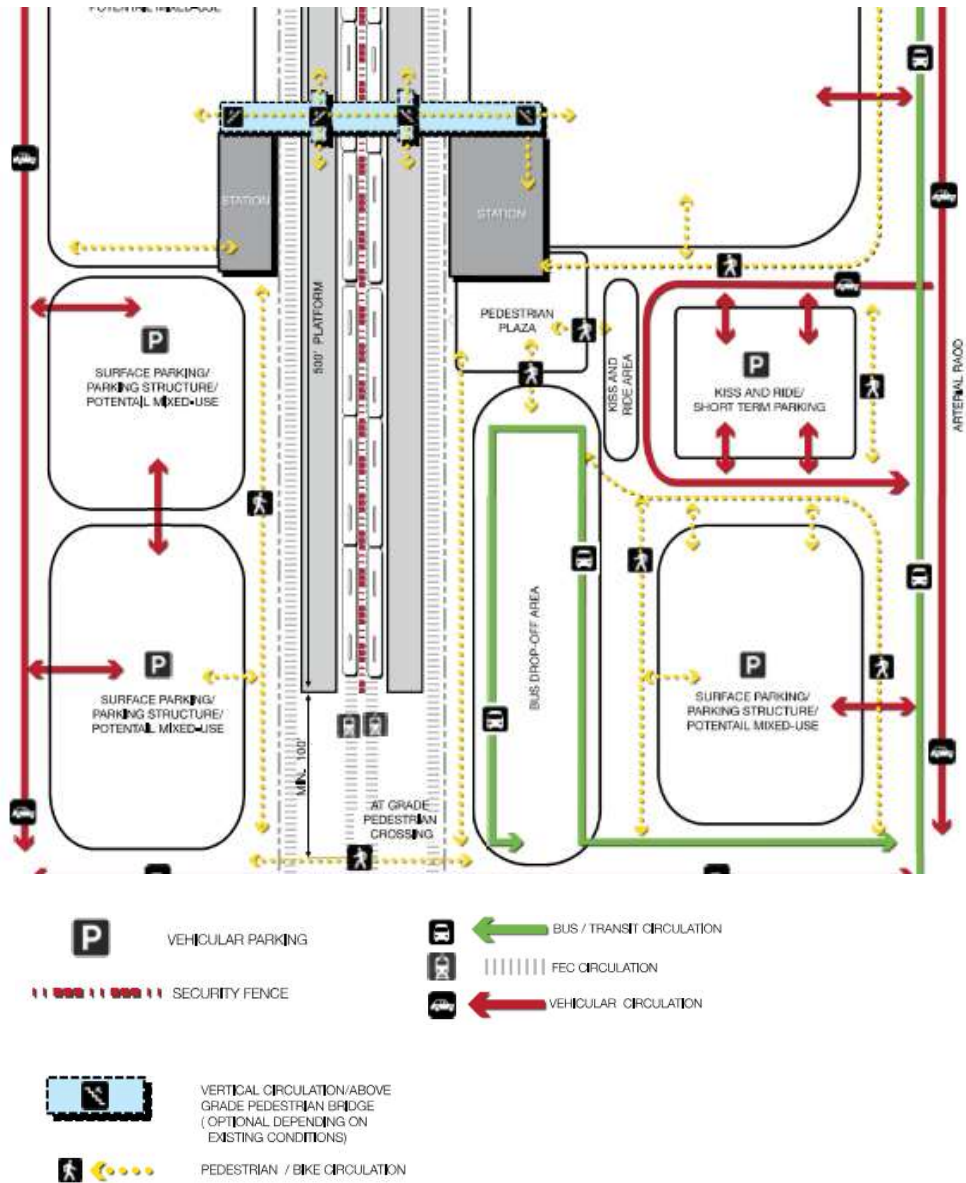 POTENTAIL MIXED-USE
STATION
STATION
500' PLATFORM
PEDESTRIAN
PLAZA
KISS AND
RIDE AREA
P
KISS AND RIDE/
SHORT TERM PARKING
ARTERIAL RAOD
P
SURFACE PARKING/
PARKING STRUCTURE/
POTENTAIL MIXED-USE
P
SURFACE PARKING/
PARKING STRUCTURE/
POTENTAIL MIXED-USE
BUS DROP-OFF AREA
P
SURFACE PARKING/
PARKING STRUCTURE/
POTENTAIL MIXED-USE
MIN. 100'
AT GRADE
PEDESTRIAN
CROSSING
P
VEHICULAR PARKING
SECURITY FENCE
BUS / TRANSIT CIRCULATION
FEC CIRCULATION
VEHICULAR CIRCULATION
VERTICAL CIRCULATION/ABOVE
GRADE PEDESTRIAN BRIDGE
( OPTIONAL DEPENDING ON
EXISTING CONDITIONS)
PEDESTRIAN / BIKE CIRCULATION